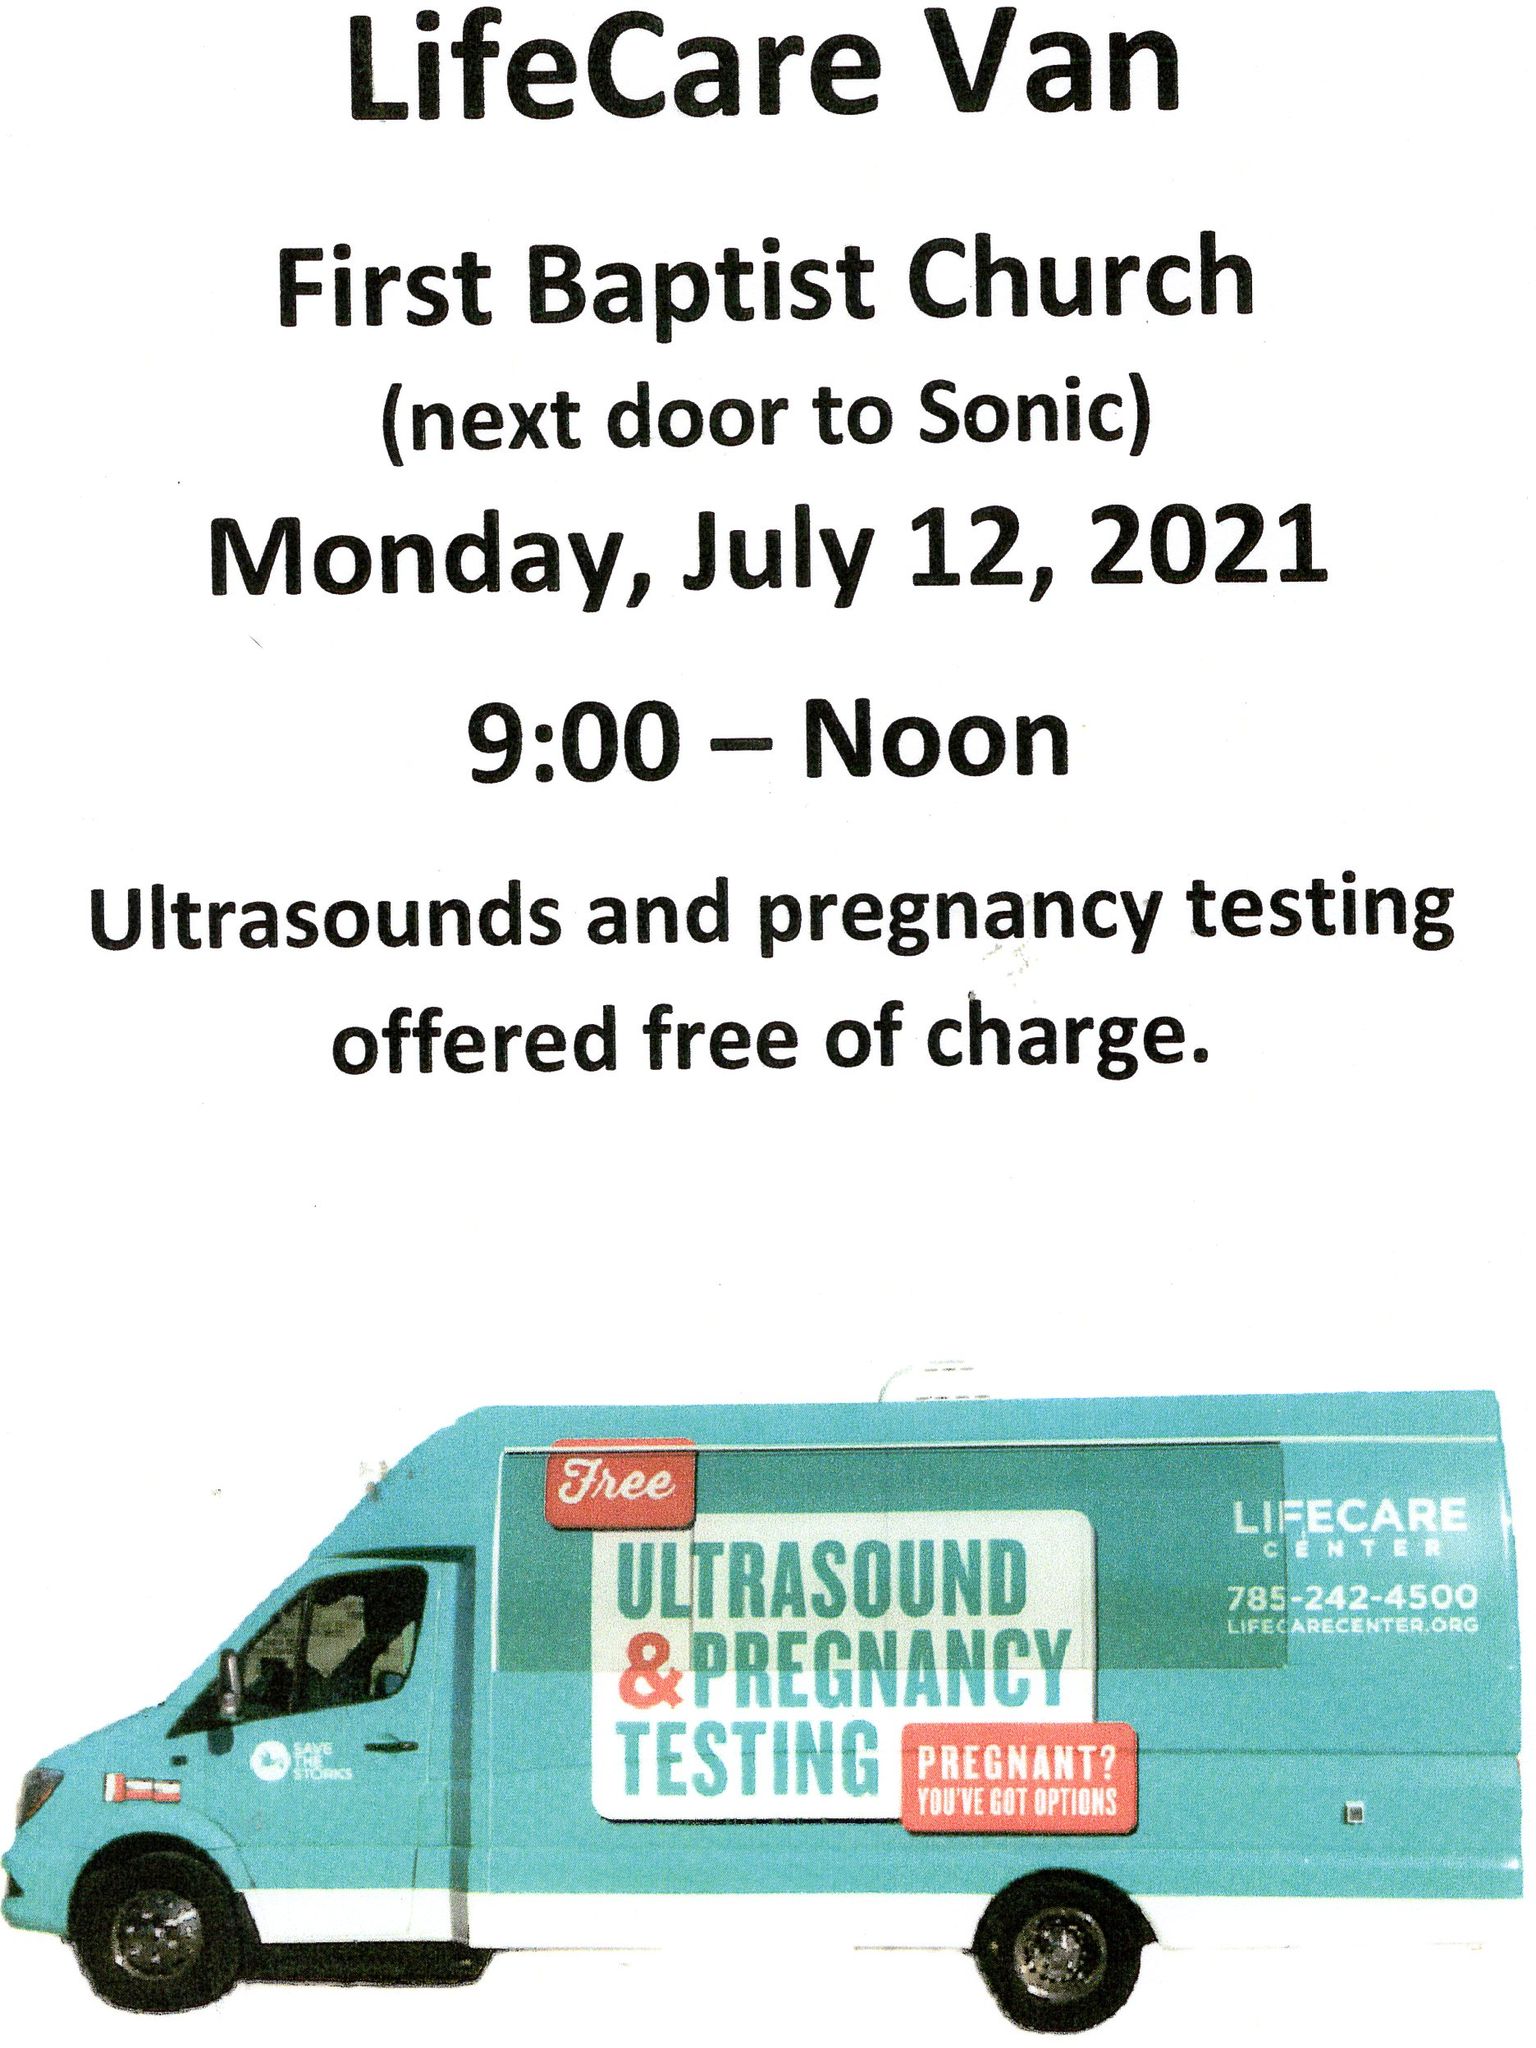 LifeCare Van
First Baptist Church
(next door to Sonic)
Monday, July 12, 2021
9:00 – Noon
Ultrasounds and pregnancy testing
offered free of charge.
Free
ULTRASOUND
& PREGNANCY
TESTING
PREGNANT?
YOU'VE GOT OPTIONS
LIFECARE
CENTER
785-242-4500
LIFECARECENTER.ORG
SAVE
THE
STORKS